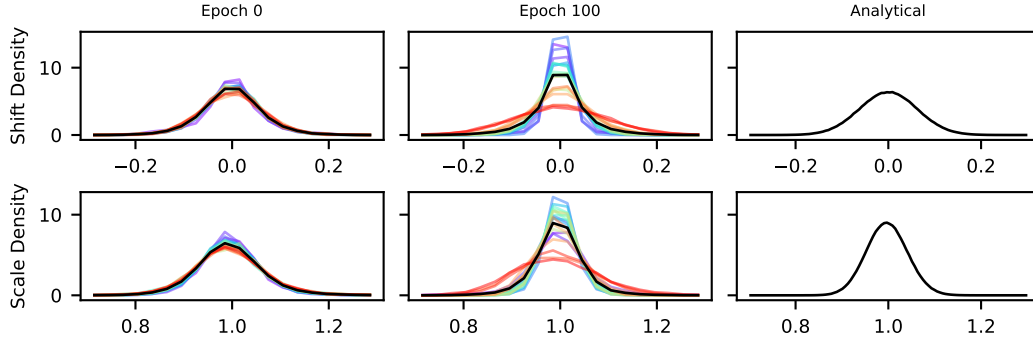 Epoch 0 Epoch 100 Analytical
Shift Density
10
0
−0.2 0.0 0.2 −0.2 0.0 0.2 −0.2 0.0 0.2
Scale Density
10
0
0.8 1.0 1.2 0.8 1.0 1.2 0.8 1.0 1.2